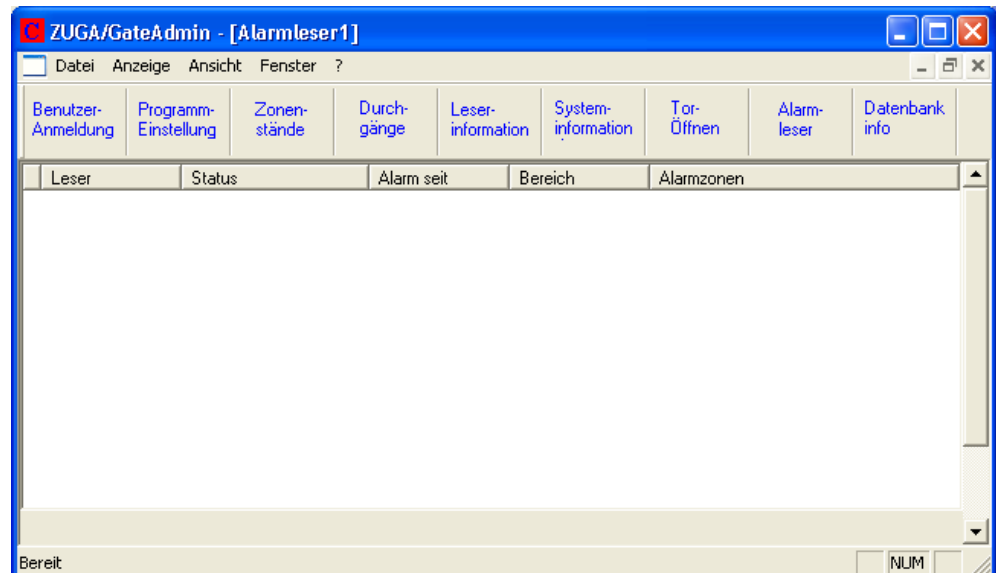 C ZUGA/GateAdmin - [Alarmleser1]
Datei Anzeige Ansicht Fenster ?
Benutzer-
Anmeldung
Programm-
Einstellung
Zonen-
stände
Durch-
gänge
Leser-
information
System-
information
Tor-
Öffnen
Alarm-
leser
Datenbank
info
Leser Status Alarm seit Bereich Alarmzonen
Bereit NUM